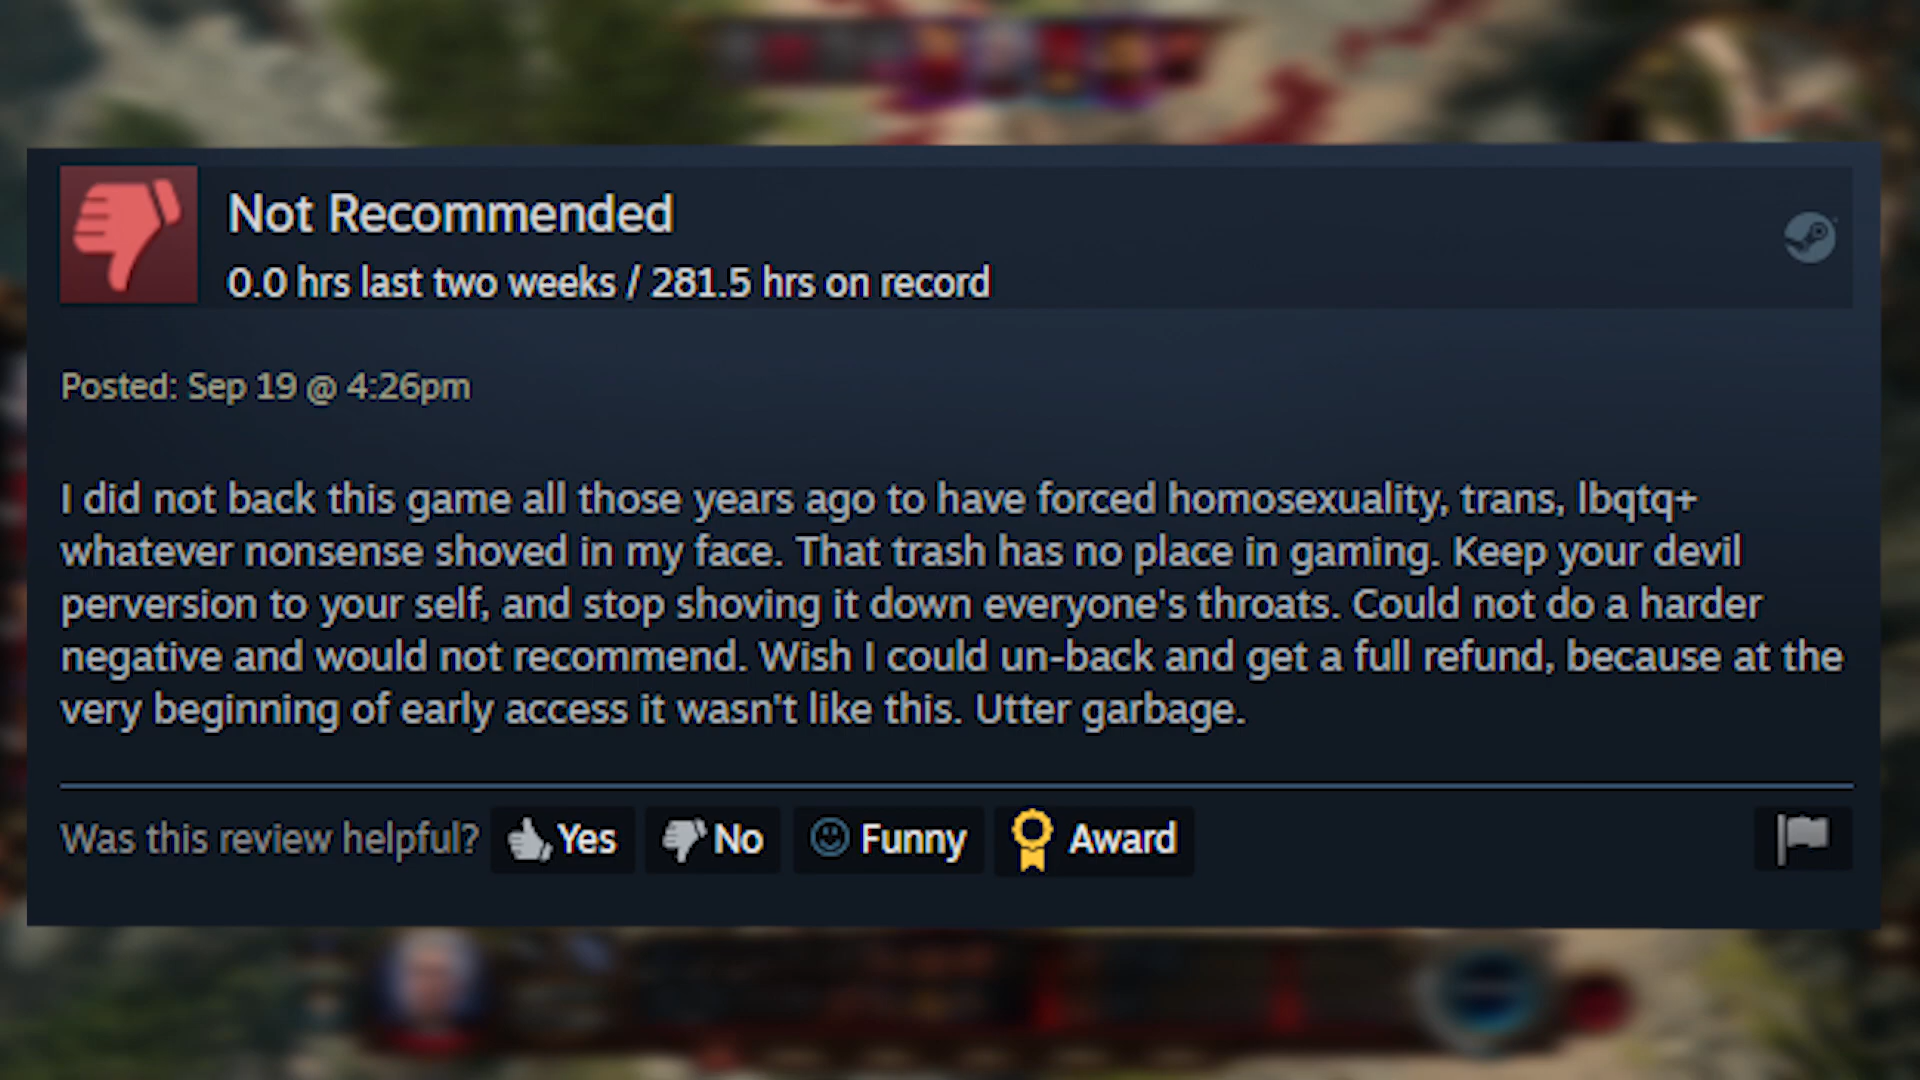 Not Recommended
0.0 hrs last two weeks / 281.5 hrs on record
Posted: Sep 19 @ 4:26pm
I did not back this game all those years ago to have forced homosexuality, trans, lbqtq+
whatever nonsense shoved in my face. That trash has no place in gaming. Keep your devil
perversion to your self, and stop shoving it down everyone's throats. Could not do a harder
negative and would not recommend. Wish I could un-back and get a full refund, because at the
very beginning of early access it wasn't like this. Utter garbage.
Was this review helpful? Yes No Funny Award